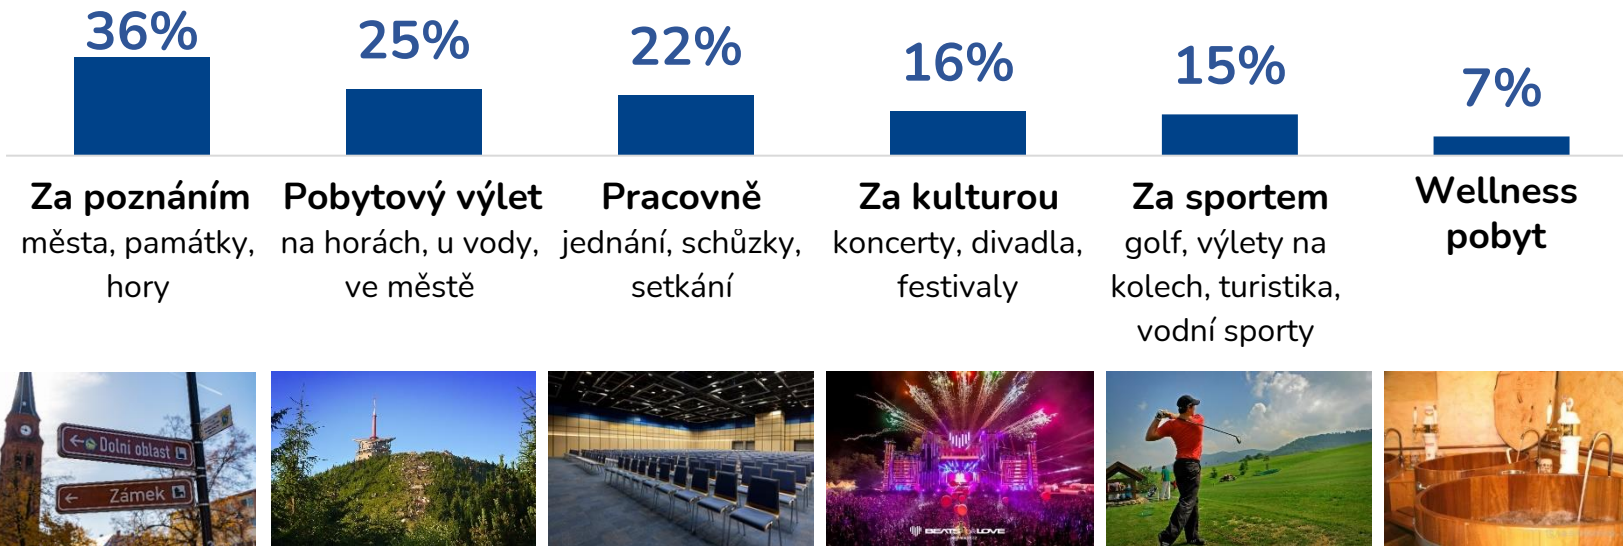 36%
25%
22%
16%
15%
7%
Za poznáním
města, památky,
hory
Pobytový výlet
na horách, u vody,
ve městě
Pracovně
jednání, schůzky,
setkání
Za kulturou
koncerty, divadla,
festivaly
Za sportem
golf, výlety na
kolech, turistika,
vodní sporty
Wellness
pobyt
Dolní oblast
Zámek
BEATS LOVE